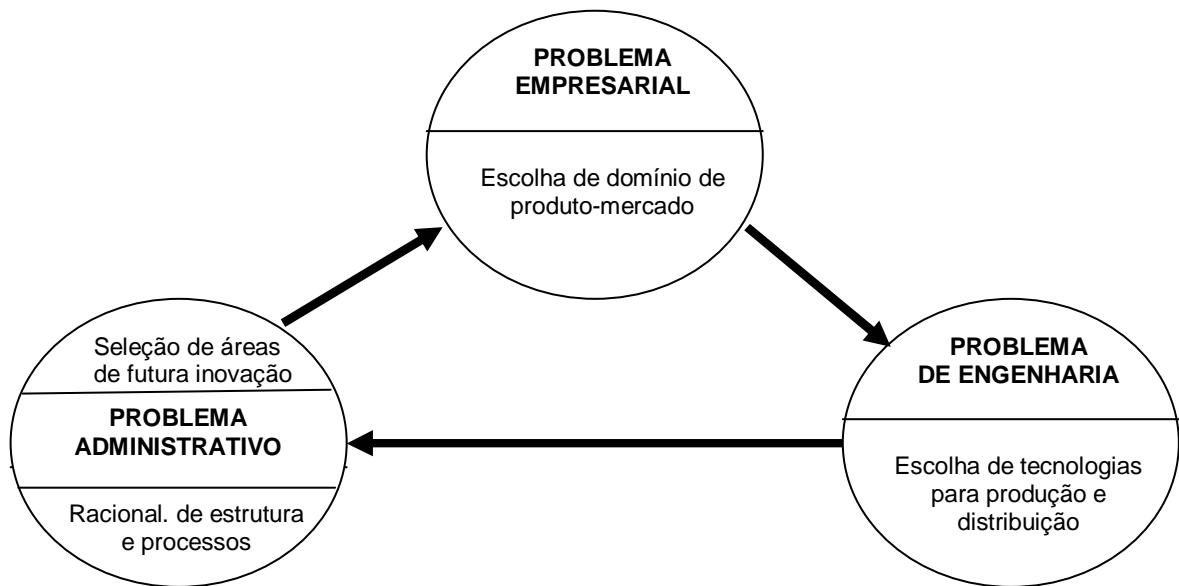 PROBLEMA
EMPRESARIAL
Escolha de domínio de
produto-mercado
Seleção de áreas
de futura inovação
PROBLEMA
ADMINISTRATIVO
Racional. de estrutura
e processos
PROBLEMA
DE ENGENHARIA
Escolha de tecnologias
para produção e
distribuição